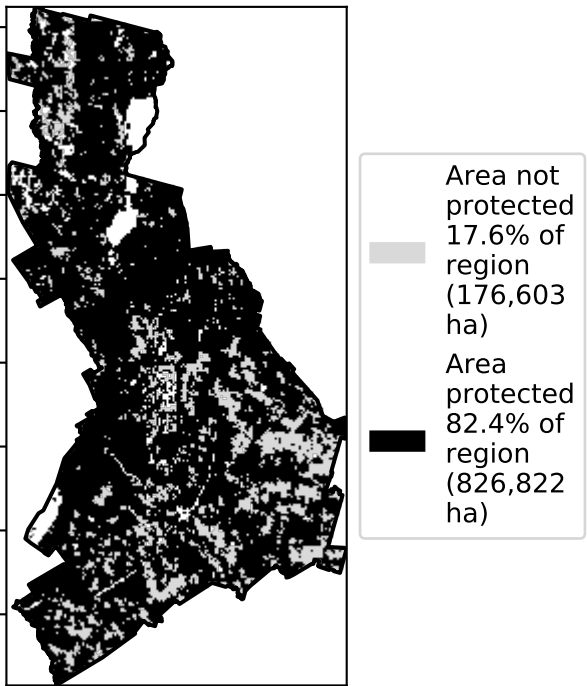 Area not
protected
17.6% of
region
(176,603
ha)
Area
protected
82.4% of
region
(826,822
ha)